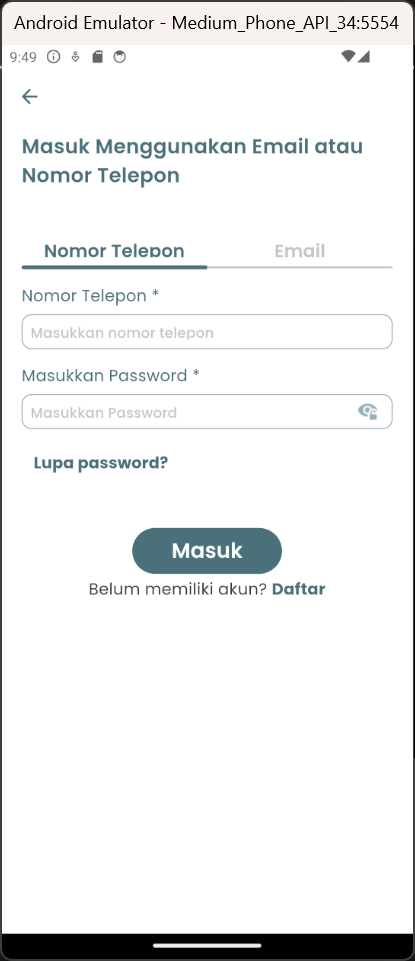 Android Emulator - Medium_Phone_API_34:5554
9:49
Masuk Menggunakan Email atau
Nomor Telepon
Nomor Telepon Email
Nomor Telepon *
Masukkan nomor telepon
Masukkan Password *
Masukkan Password
Lupa password?
Masuk
Belum memiliki akun? Daftar